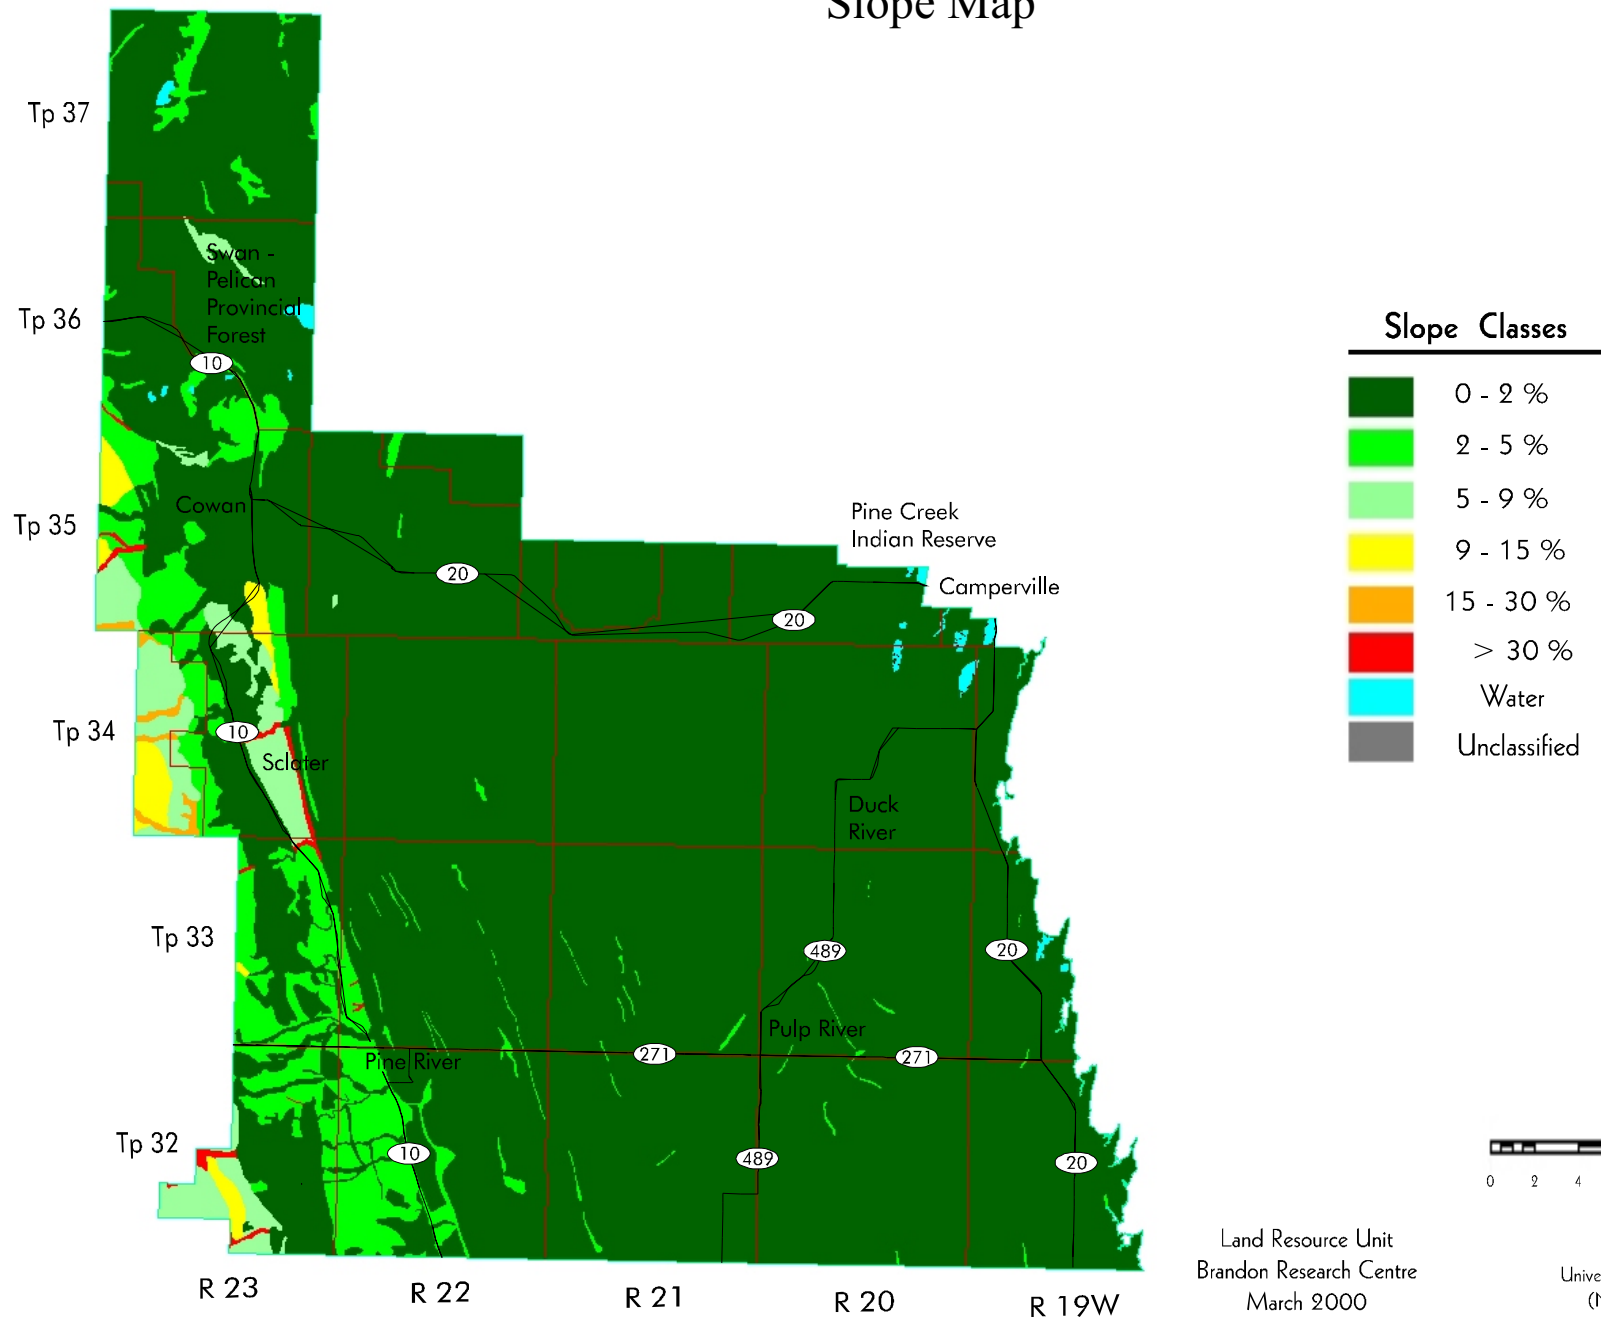 Slope Map
Tp 37
Swan -
Pelican
Provincial
Forest
Tp 36
10
Slope Classes
0 - 2 %
2 - 5 %
5 - 9 %
9 - 15 %
15 - 30 %
> 30 %
Water
Unclassified
Cowan
Tp 35
Pine Creek
Indian Reserve
20
Camperville
20
Tp 34
10
Sclater
Duck
River
Tp 33
489
20
Pulp River
271
271
Pine River
Tp 32
10
489
20
0 2 4
Land Resource Unit
Brandon Research Centre
March 2000
R 23
R 22
R 21
R 20
R 19W